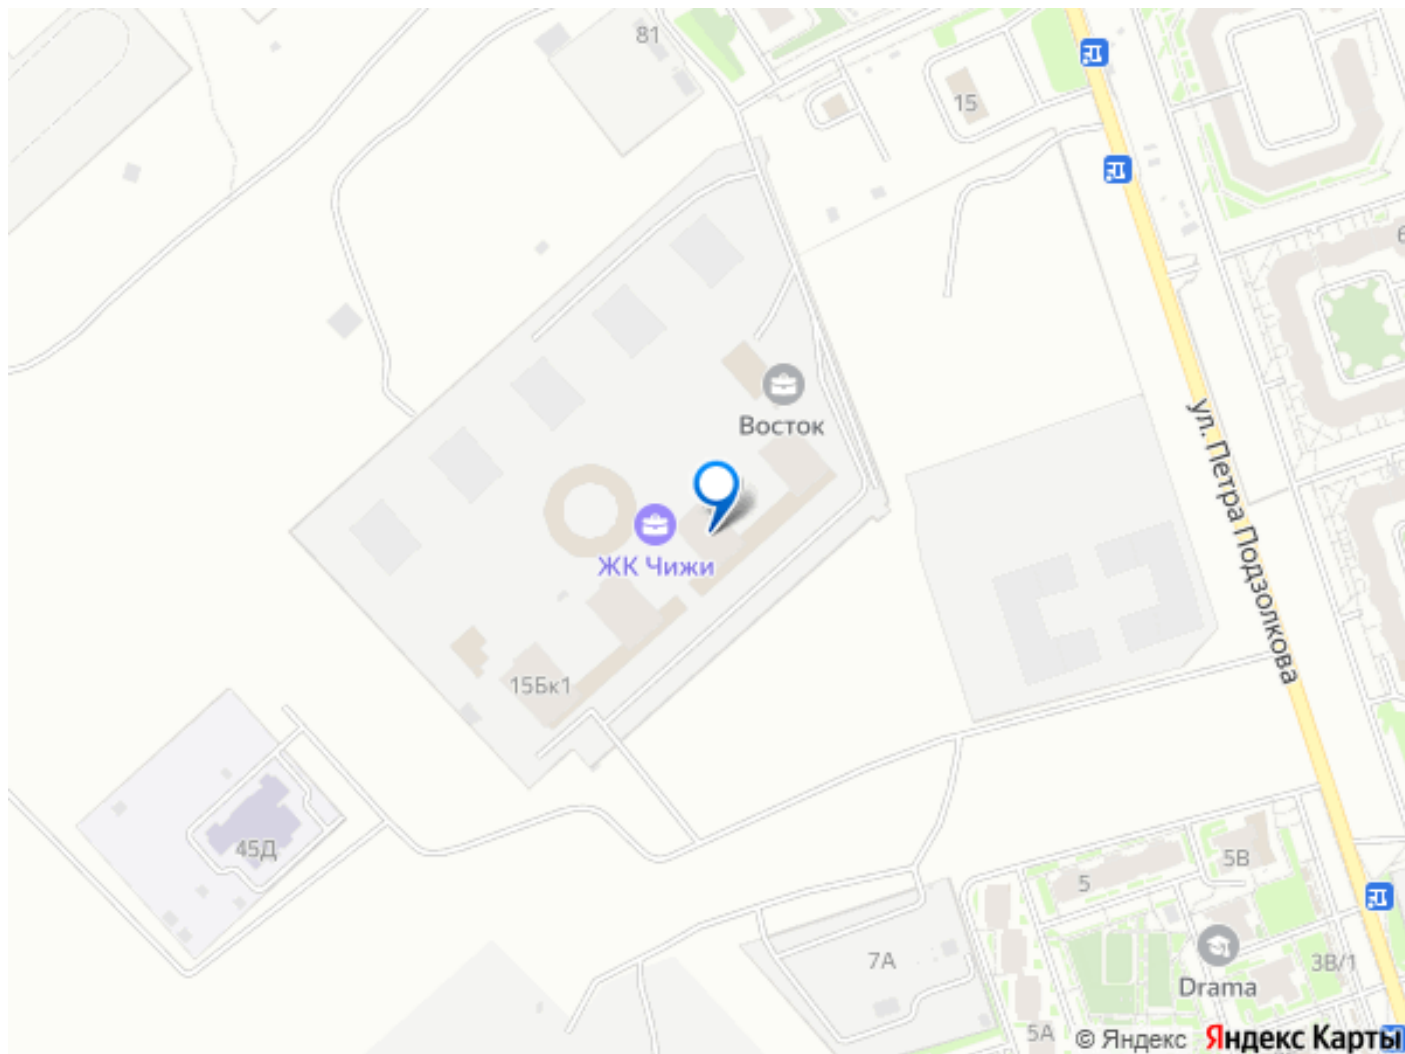 81
15
6
Восток
ул. Петра Подзолкова
ЖК Чижи
15Бк1
45Д
5В
5
7А
Drama
3В/1
5А
© Яндекс Яндекс Карты